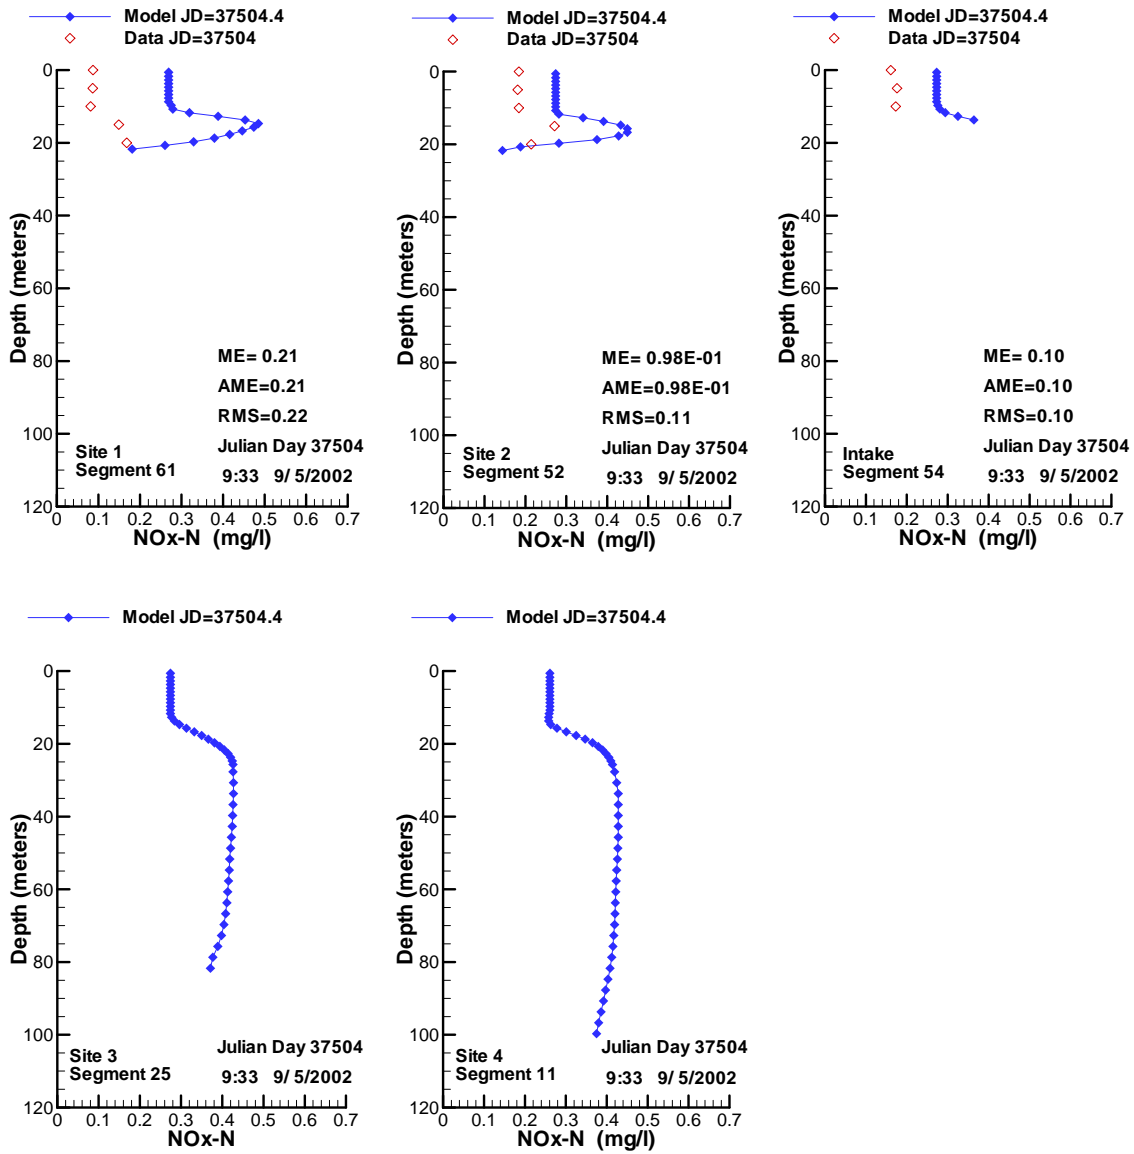 Model JD=37504.4
Data JD=37504
0
20
40
60
80
100
120
Depth (meters)
ME= 0.21
AME=0.21
RMS=0.22
Site 1
Segment 61
Julian Day 37504
9:33 9/ 5/2002
0 0.1 0.2 0.3 0.4 0.5 0.6 0.7
NOx-N (mg/l)
Model JD=37504.4
Data JD=37504
0
20
40
60
80
100
120
Depth (meters)
ME= 0.98E-01
AME=0.98E-01
RMS=0.11
Site 2
Segment 52
Julian Day 37504
9:33 9/ 5/2002
0 0.1 0.2 0.3 0.4 0.5 0.6 0.7
NOx-N (mg/l)
Model JD=37504.4
Data JD=37504
0
20
40
60
80
100
120
Depth (meters)
ME= 0.10
AME=0.10
RMS=0.10
Intake
Segment 54
Julian Day 37504
9:33 9/ 5/2002
0 0.1 0.2 0.3 0.4 0.5 0.6 0.7
NOx-N (mg/l)
Model JD=37504.4
0
20
40
60
80
100
120
Depth (meters)
Site 3
Segment 25
Julian Day 37504
9:33 9/ 5/2002
0 0.1 0.2 0.3 0.4 0.5 0.6 0.7
NOx-N
Model JD=37504.4
0
20
40
60
80
100
120
Depth (meters)
Site 4
Segment 11
Julian Day 37504
9:33 9/ 5/2002
0 0.1 0.2 0.3 0.4 0.5 0.6 0.7
NOx-N (mg/l)